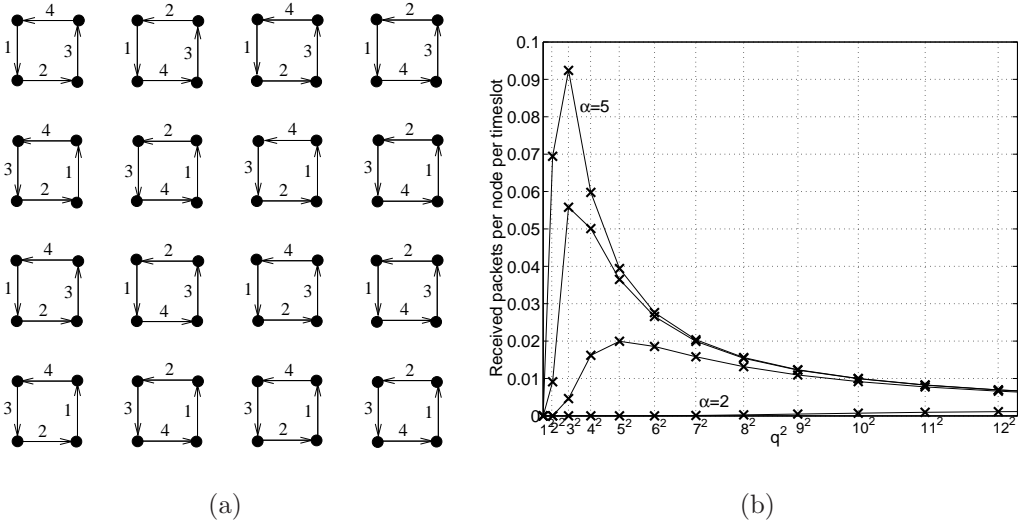 4 2 4 2
1 3 1 3 1 3 1 3
2 4 2 4
4 2 4 2
3 1 3 1 3 1 3 1
2 4 2 4
4 2 4 2
1 3 1 3 1 3 1 3
2 4 2 4
4 2 4 2
3 1 3 1 3 1 3 1
2 4 2 4
(a)
Received packets per node per timeslot
0.1
0.09
0.08
0.07
0.06
0.05
0.04
0.03
0.02
0.01
0
α=5
α=2
1² 2² 3² 4² 5² 6² 7² 8² 9² 10² 11² 12²
q²
(b)